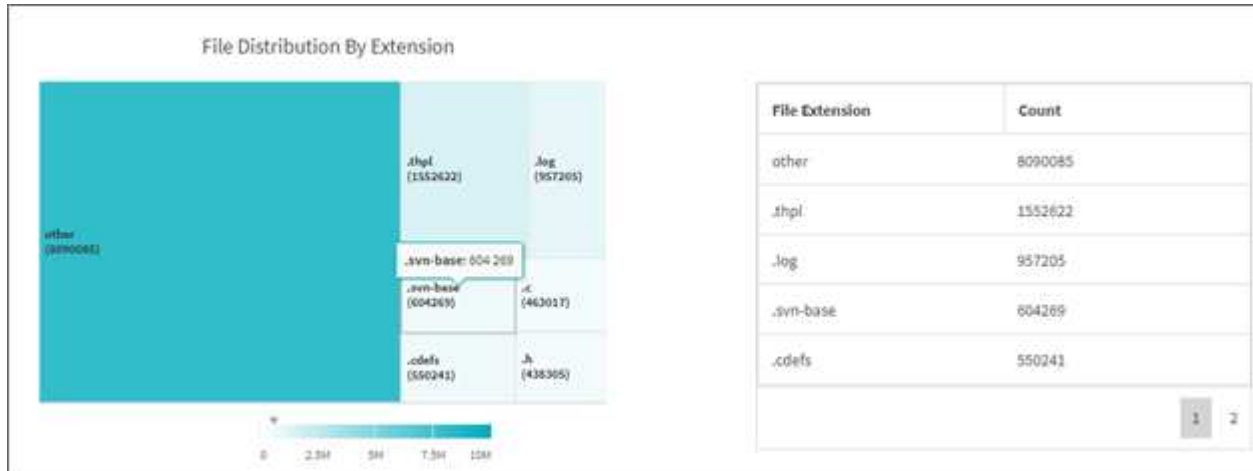 File Distribution By Extension
other
(8090085)
.thpl
(1552622)
.log
(957205)
.svn-base: 604 269
.svn-base
(604269)
.c
(463017)
.cdefs
(550241)
.h
(438305)
0 2.5M 5M 7.5M 10M
File Extension Count
other 8090085
.thpl 1552622
.log 957205
.svn-base 604269
.cdefs 550241
1 2